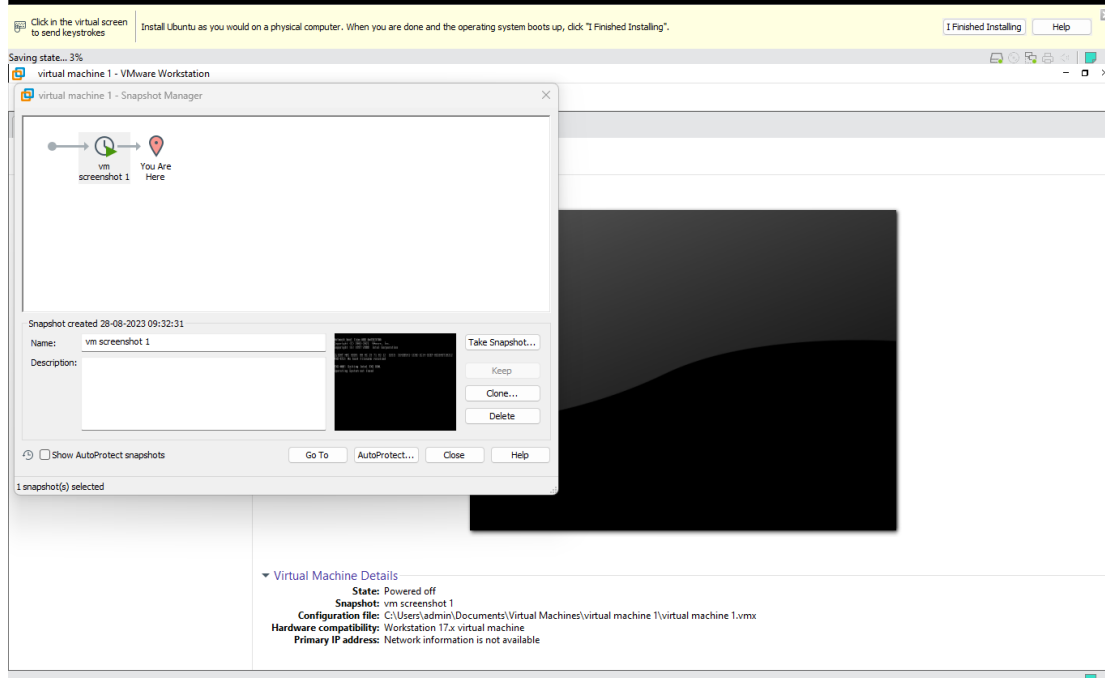 Click in the virtual screen
to send keystrokes
Install Ubuntu as you would on a physical computer. When you are done and the operating system boots up, click "I Finished Installing".
I Finished Installing
Help
Saving state... 3%
virtual machine 1 - VMware Workstation
virtual machine 1 - Snapshot Manager
vm
screenshot 1
You Are
Here
Snapshot created 28-08-2023 09:32:31
Name:
vm screenshot 1
Take Snapshot...
Description:
Keep
Clone...
Delete
Show AutoProtect snapshots
Go To
AutoProtect...
Close
Help
1 snapshot(s) selected
Virtual Machine Details
State: Powered off
Snapshot: vm screenshot 1
Configuration file: C:\Users\admin\Documents\Virtual Machines\virtual machine 1\virtual machine 1.vmx
Hardware compatibility: Workstation 17.x virtual machine
Primary IP address: Network information is not available